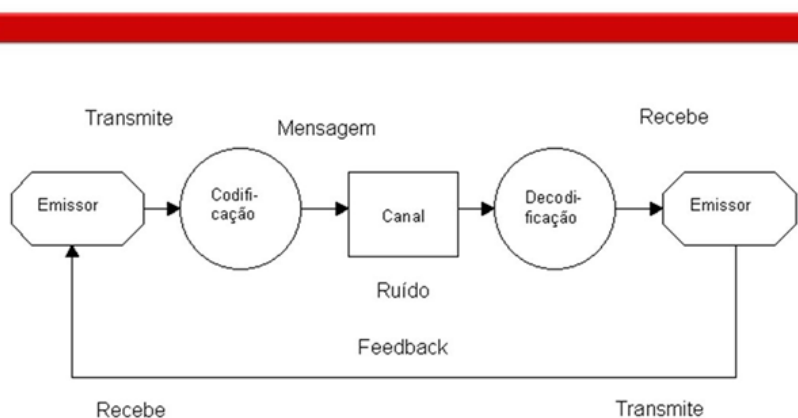 Transmite
Mensagem
Recebe
Emissor
Codifi-
cação
Canal
Decodi-
ficação
Emissor
Ruído
Feedback
Recebe
Transmite